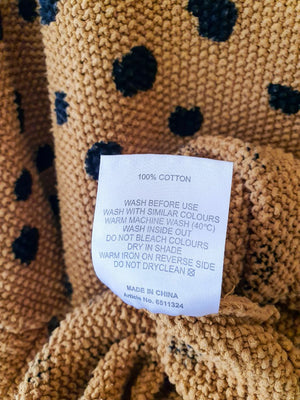 100% COTTON
WASH BEFORE USE
WASH WITH SIMILAR COLOURS
WARM MACHINE WASH (40°C)
WASH INSIDE OUT
DO NOT BLEACH COLOURS
DRY IN SHADE
WARM IRON ON REVERSE SIDE
DO NOT DRYCLEAN
MADE IN CHINA
Article No. 6511324